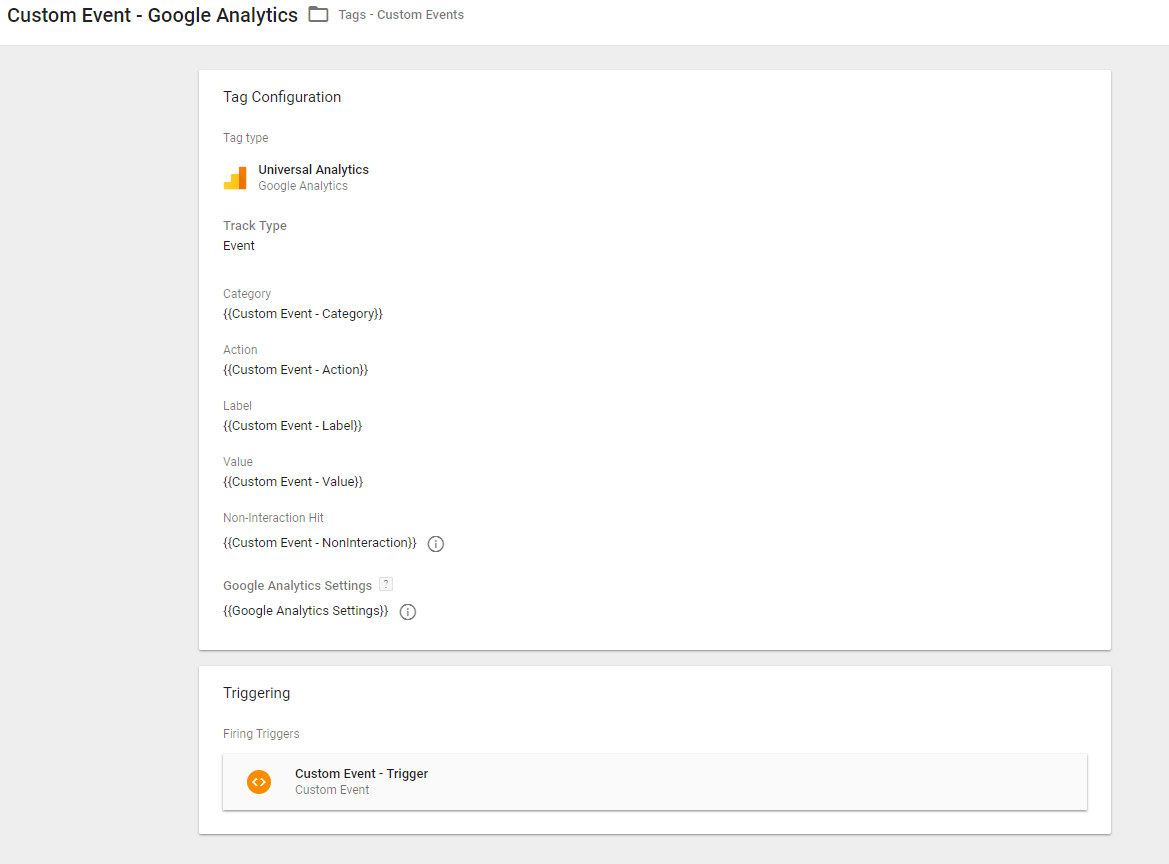 Custom Event - Google Analytics Tags - Custom Events
Tag Configuration
Tag type
Universal Analytics
Google Analytics
Track Type
Event
Category
{{Custom Event - Category}}
Action
{{Custom Event - Action}}
Label
{{Custom Event - Label}}
Value
{{Custom Event - Value}}
Non-Interaction Hit
{{Custom Event - NonInteraction}}
Google Analytics Settings ?
{{Google Analytics Settings}}
Triggering
Firing Triggers
Custom Event - Trigger
Custom Event